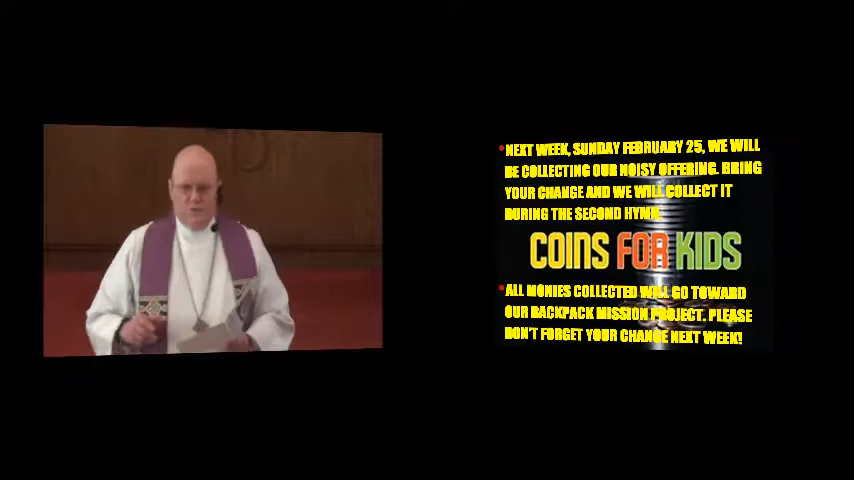 • NEXT WEEK, SUNDAY FEBRUARY 25, WE WILL
BE COLLECTING OUR NOISY OFFERING. BRING
YOUR CHANGE AND WE WILL COLLECT IT
DURING THE SECOND HYMN.
COINS FOR KIDS
• ALL MONIES COLLECTED WILL GO TOWARD
OUR BACKPACK MISSION PROJECT. PLEASE
DON'T FORGET YOUR CHANGE NEXT WEEK!